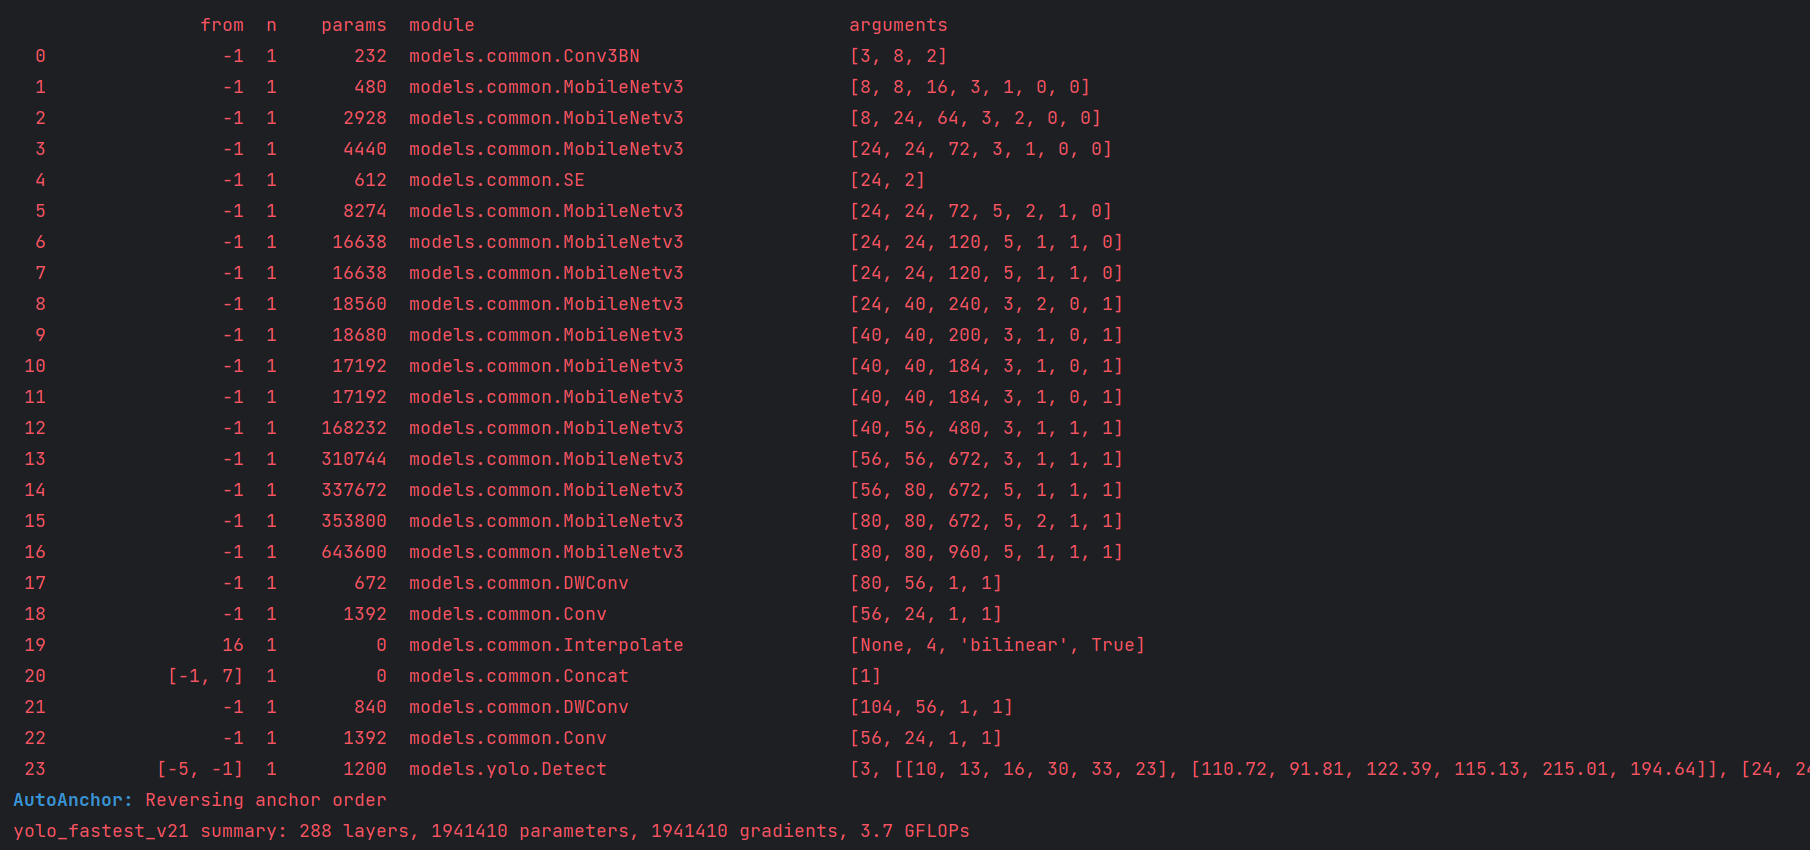 from n params module arguments
0 -1 1 232 models.common.Conv3BN [3, 8, 2]
1 -1 1 480 models.common.MobileNetv3 [8, 8, 16, 3, 1, 0, 0]
2 -1 1 2928 models.common.MobileNetv3 [8, 24, 64, 3, 2, 0, 0]
3 -1 1 4440 models.common.MobileNetv3 [24, 24, 72, 3, 1, 0, 0]
4 -1 1 612 models.common.SE [24, 2]
5 -1 1 8274 models.common.MobileNetv3 [24, 24, 72, 5, 2, 1, 0]
6 -1 1 16638 models.common.MobileNetv3 [24, 24, 120, 5, 1, 1, 0]
7 -1 1 16638 models.common.MobileNetv3 [24, 24, 120, 5, 1, 1, 0]
8 -1 1 18560 models.common.MobileNetv3 [24, 40, 240, 3, 2, 0, 1]
9 -1 1 18680 models.common.MobileNetv3 [40, 40, 200, 3, 1, 0, 1]
10 -1 1 17192 models.common.MobileNetv3 [40, 40, 184, 3, 1, 0, 1]
11 -1 1 17192 models.common.MobileNetv3 [40, 40, 184, 3, 1, 0, 1]
12 -1 1 168232 models.common.MobileNetv3 [40, 56, 480, 3, 1, 1, 1]
13 -1 1 310744 models.common.MobileNetv3 [56, 56, 672, 3, 1, 1, 1]
14 -1 1 337672 models.common.MobileNetv3 [56, 80, 672, 5, 1, 1, 1]
15 -1 1 353800 models.common.MobileNetv3 [80, 80, 672, 5, 2, 1, 1]
16 -1 1 643600 models.common.MobileNetv3 [80, 80, 960, 5, 1, 1, 1]
17 -1 1 672 models.common.DWConv [80, 56, 1, 1]
18 -1 1 1392 models.common.Conv [56, 24, 1, 1]
19 16 1 0 models.common.Interpolate [None, 4, 'bilinear', True]
20 [-1, 7] 1 0 models.common.Concat [1]
21 -1 1 840 models.common.DWConv [104, 56, 1, 1]
22 -1 1 1392 models.common.Conv [56, 24, 1, 1]
23 [-5, -1] 1 1200 models.yolo.Detect [3, [[10, 13, 16, 30, 33, 23], [110.72, 91.81, 122.39, 115.13, 215.01, 194.64]], [24,
AutoAnchor: Reversing anchor order
yolo_fastest_v21 summary: 288 layers, 1941410 parameters, 1941410 gradients, 3.7 GFLOPs